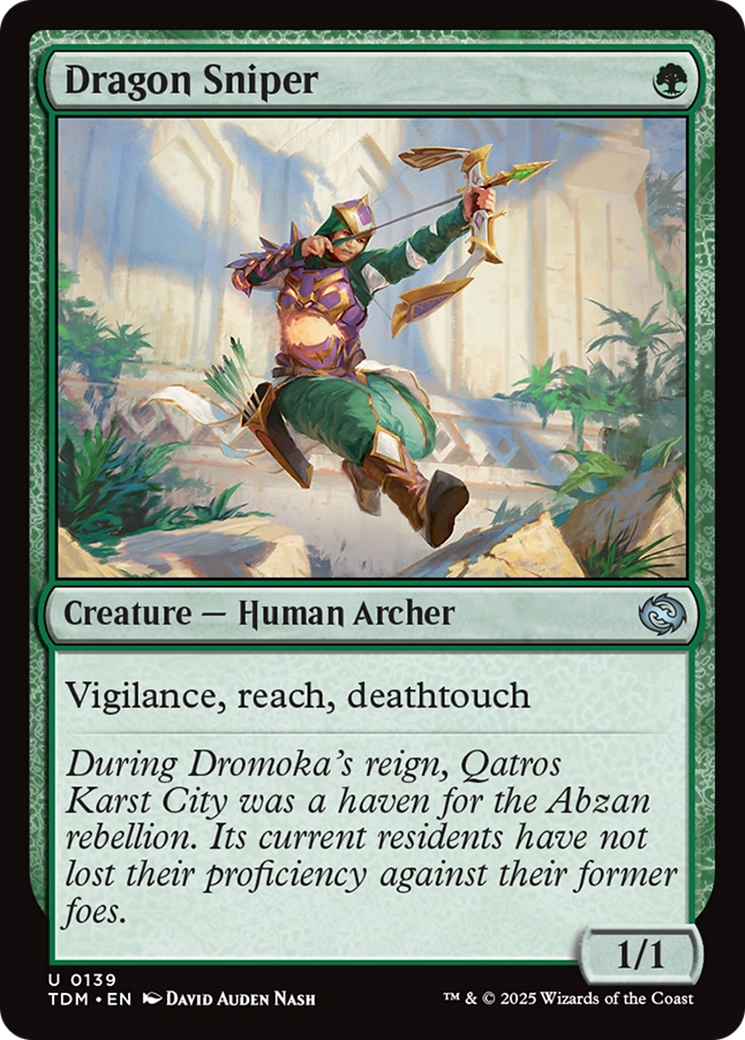 Dragon Sniper
Creature — Human Archer
Vigilance, reach, deathtouch
During Dromoka's reign, Qatros
Karst City was a haven for the Abzan
rebellion. Its current residents have not
lost their proficiency against their former
foes.
1/1
U 0139
TDM • EN David Auden Nash
™ & © 2025 Wizards of the Coast